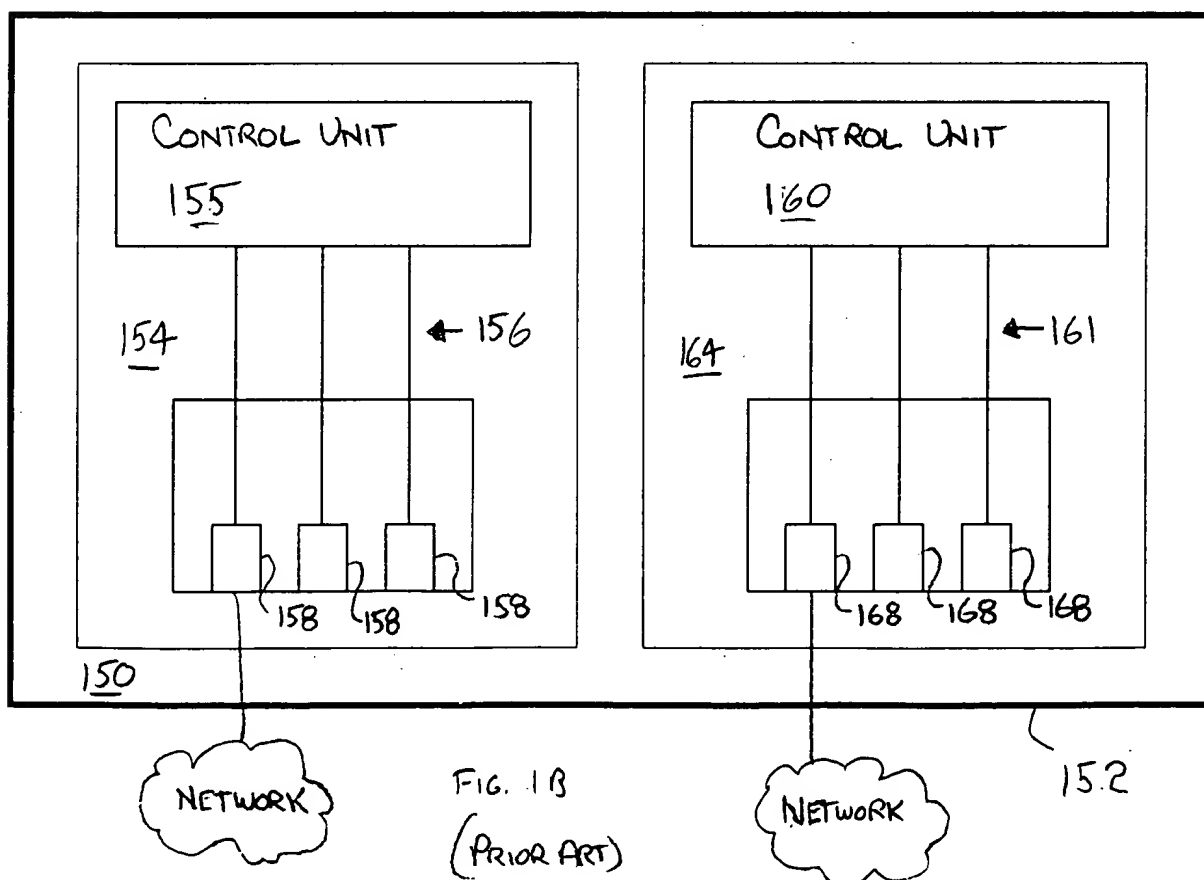 CONTROL UNIT
155
CONTROL UNIT
160
154
156
164
161
158
158
158
168
168
168
150
152
NETWORK
FIG. 1B
(PRIOR ART)
NETWORK